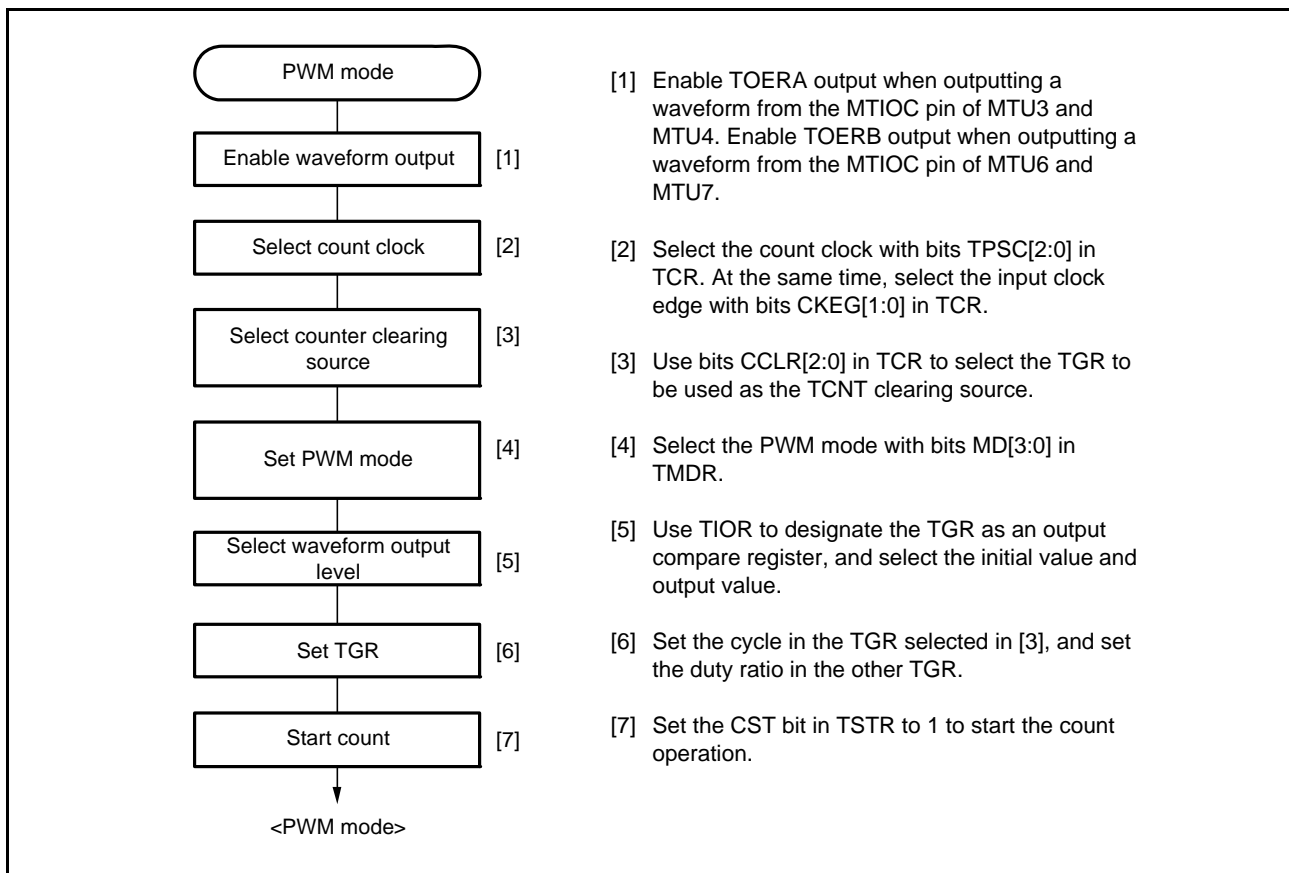 PWM mode
Enable waveform output [1]
Select count clock [2]
Select counter clearing
source
[3]
Set PWM mode [4]
Select waveform output
level
[5]
Set TGR [6]
Start count [7]
<PWM mode>
[1] Enable TOERA output when outputting a
waveform from the MTIOC pin of MTU3 and
MTU4. Enable TOERB output when outputting a
waveform from the MTIOC pin of MTU6 and
MTU7.
[2] Select the count clock with bits TPSC[2:0] in
TCR. At the same time, select the input clock
edge with bits CKEG[1:0] in TCR.
[3] Use bits CCLR[2:0] in TCR to select the TGR to
be used as the TCNT clearing source.
[4] Select the PWM mode with bits MD[3:0] in
TMDR.
[5] Use TIOR to designate the TGR as an output
compare register, and select the initial value and
output value.
[6] Set the cycle in the TGR selected in [3], and set
the duty ratio in the other TGR.
[7] Set the CST bit in TSTR to 1 to start the count
operation.